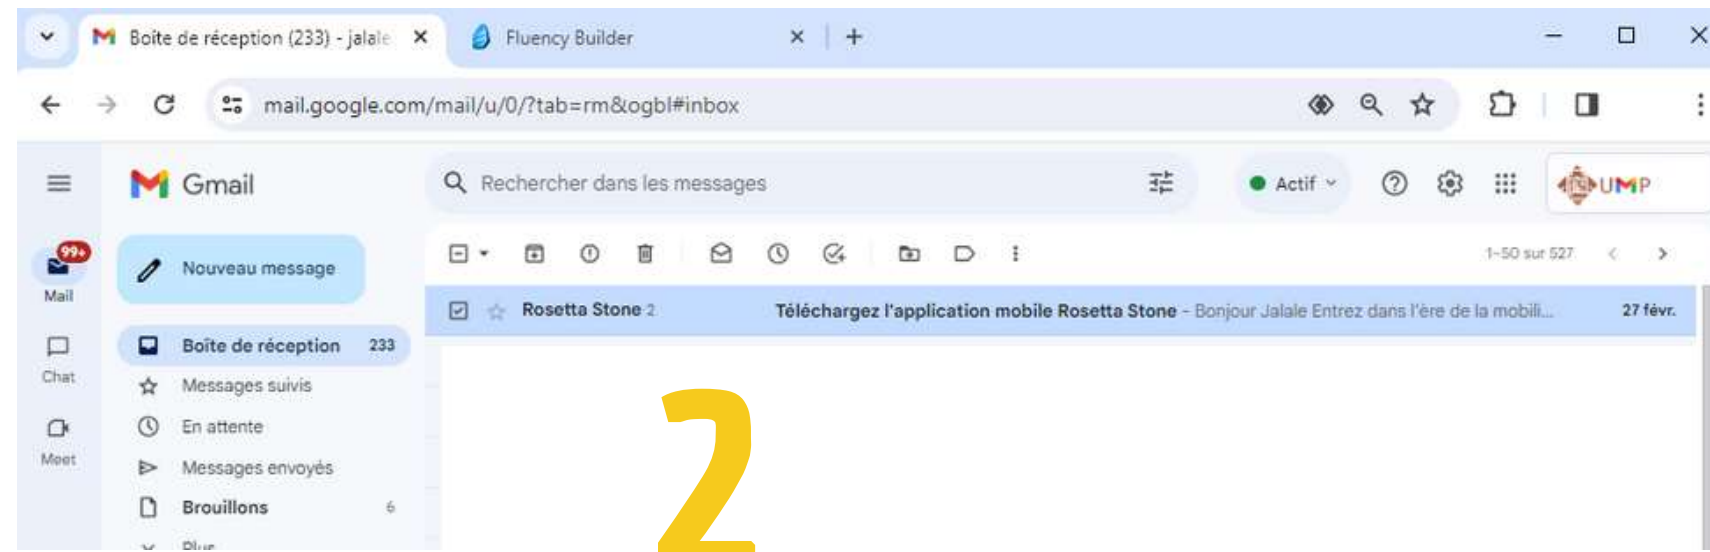 Boîte de réception (233) - jalale
Fluency Builder
mail.google.com/mail/u/0/?tab=rm&ogbl#inbox
Gmail
Rechercher dans les messages
Actif
UMP
99+
Mail
Nouveau message
1–50 sur 527
Rosetta Stone 2
Téléchargez l'application mobile Rosetta Stone - Bonjour Jalale Entrez dans l'ère de la mobili...
27 févr.
Boîte de réception 233
Chat
Messages suivis
En attente
Meet
Messages envoyés
Brouillons 6
Plus
2